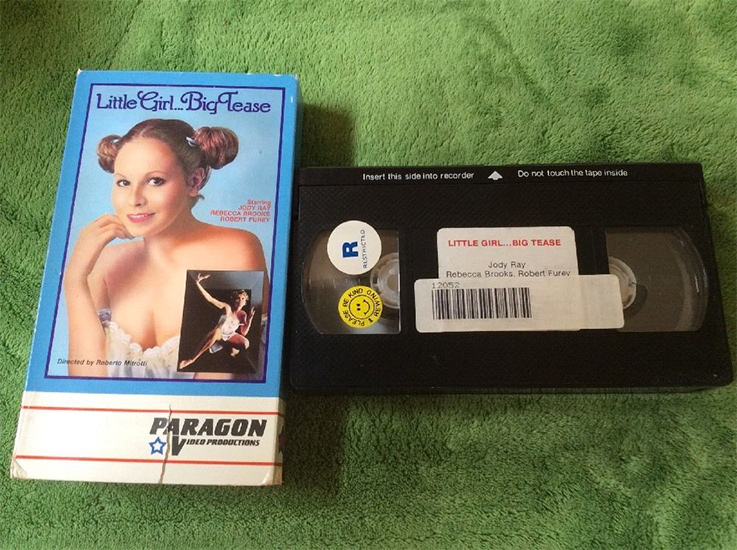 Little Girl...Big Tease
Starring
JODY RAY
REBECCA BROOKS
ROBERT FUREY
Directed by Roberto Mitrotti
PARAGON
VIDEO PRODUCTIONS
Insert this side into recorder
Do not touch the tape inside
R
RESTRICTED
PLEASE BE KIND & REWIND
LITTLE GIRL...BIG TEASE
Jody Ray
Rebecca Brooks, Robert Furey
12052